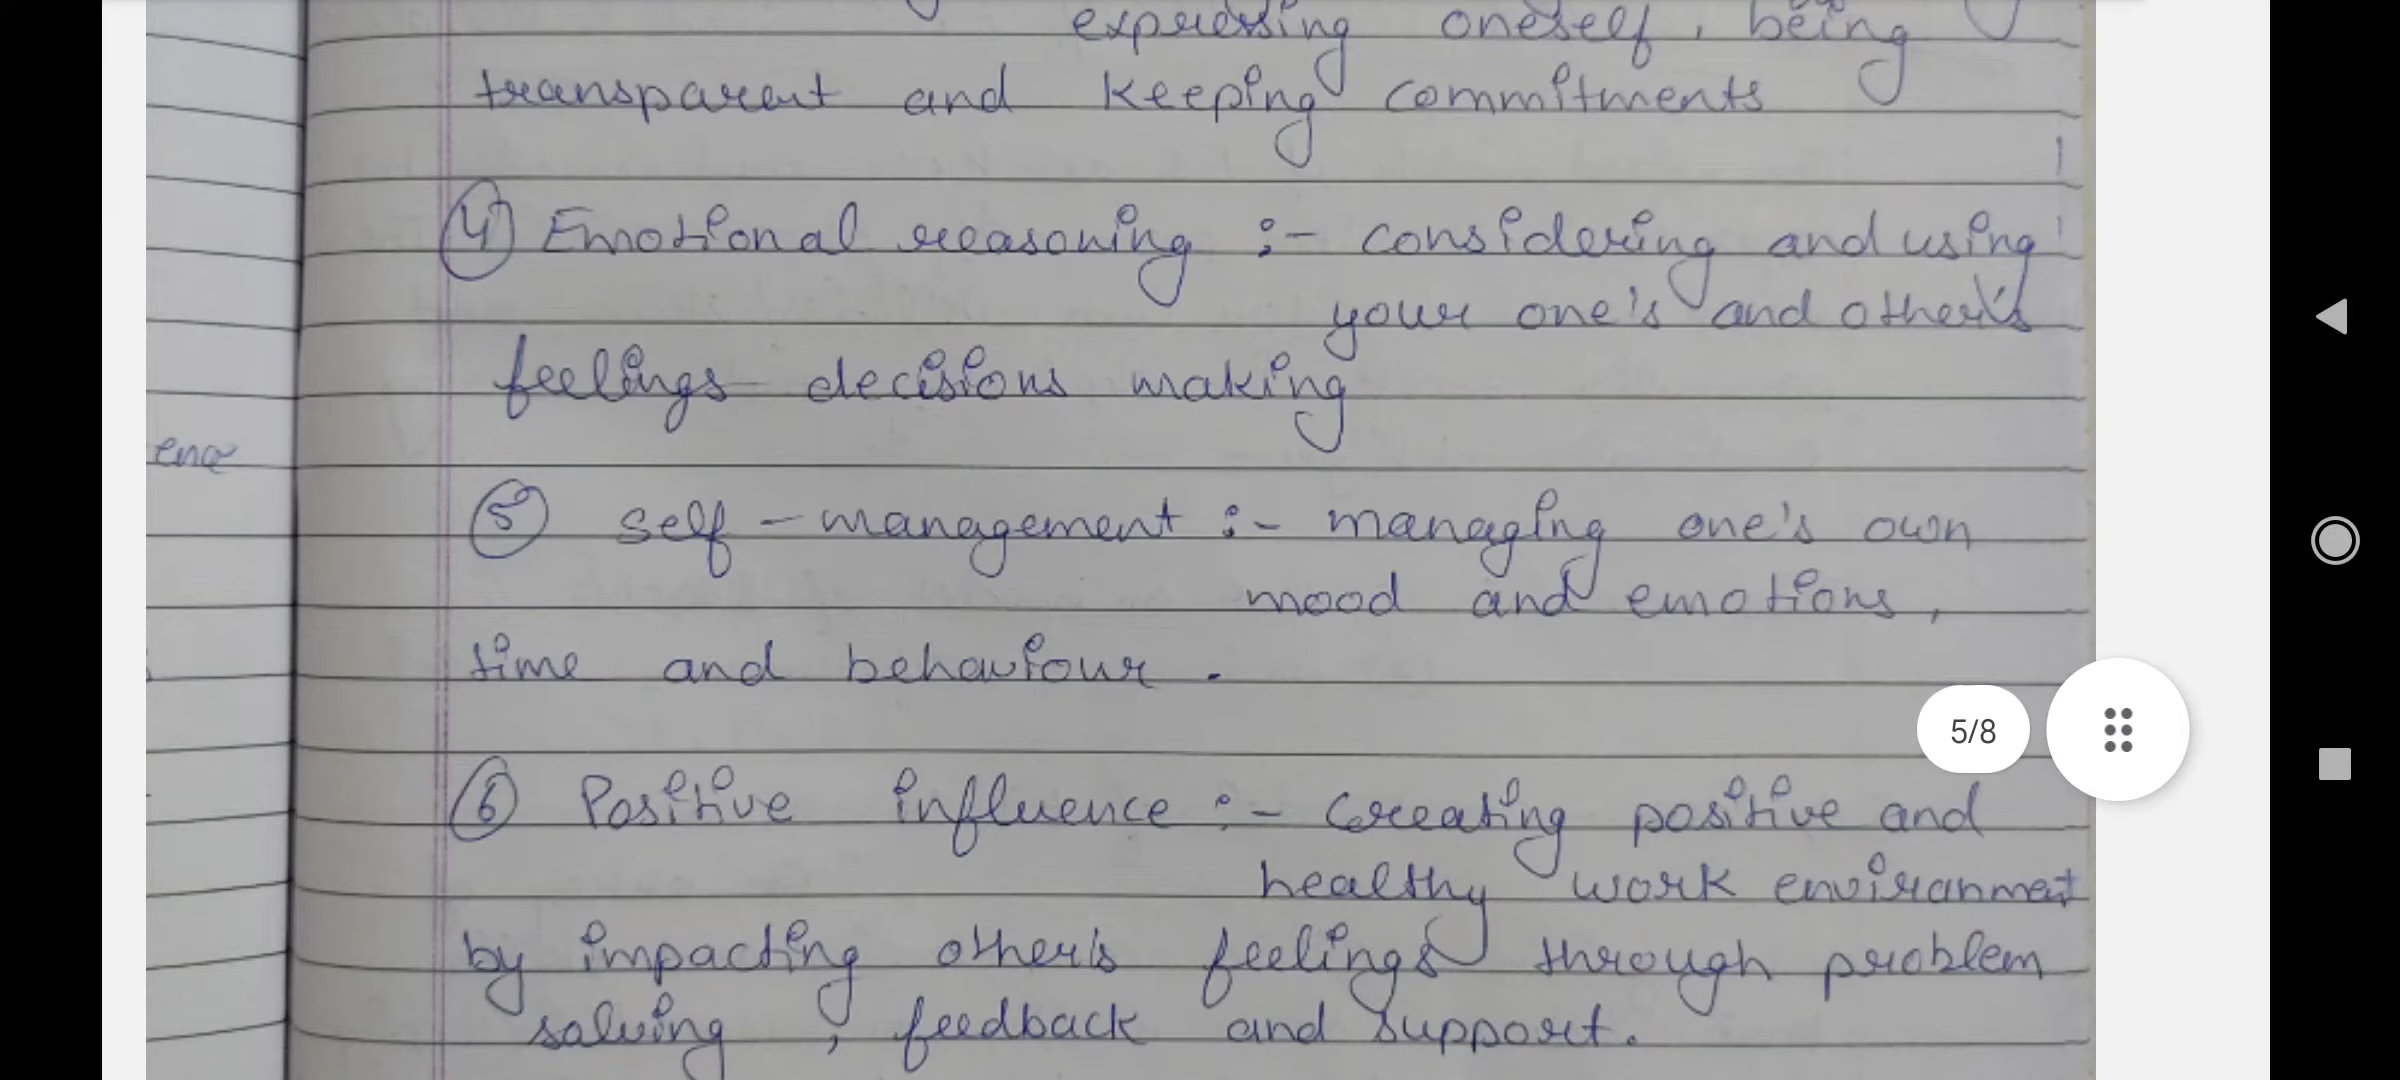 expressing oneself, being
transparent and keeping commitments
④ Emotional reasoning :- considering and using
your one's and other's
feelings decisions making
ence
⑤ self - management :- managing one's own
mood and emotions,
time and behaviour.
5/8
⑥ Positive influence :- Creating positive and
healthy work enviranment
by impacting other's feelings through problem
solving, feedback and support.